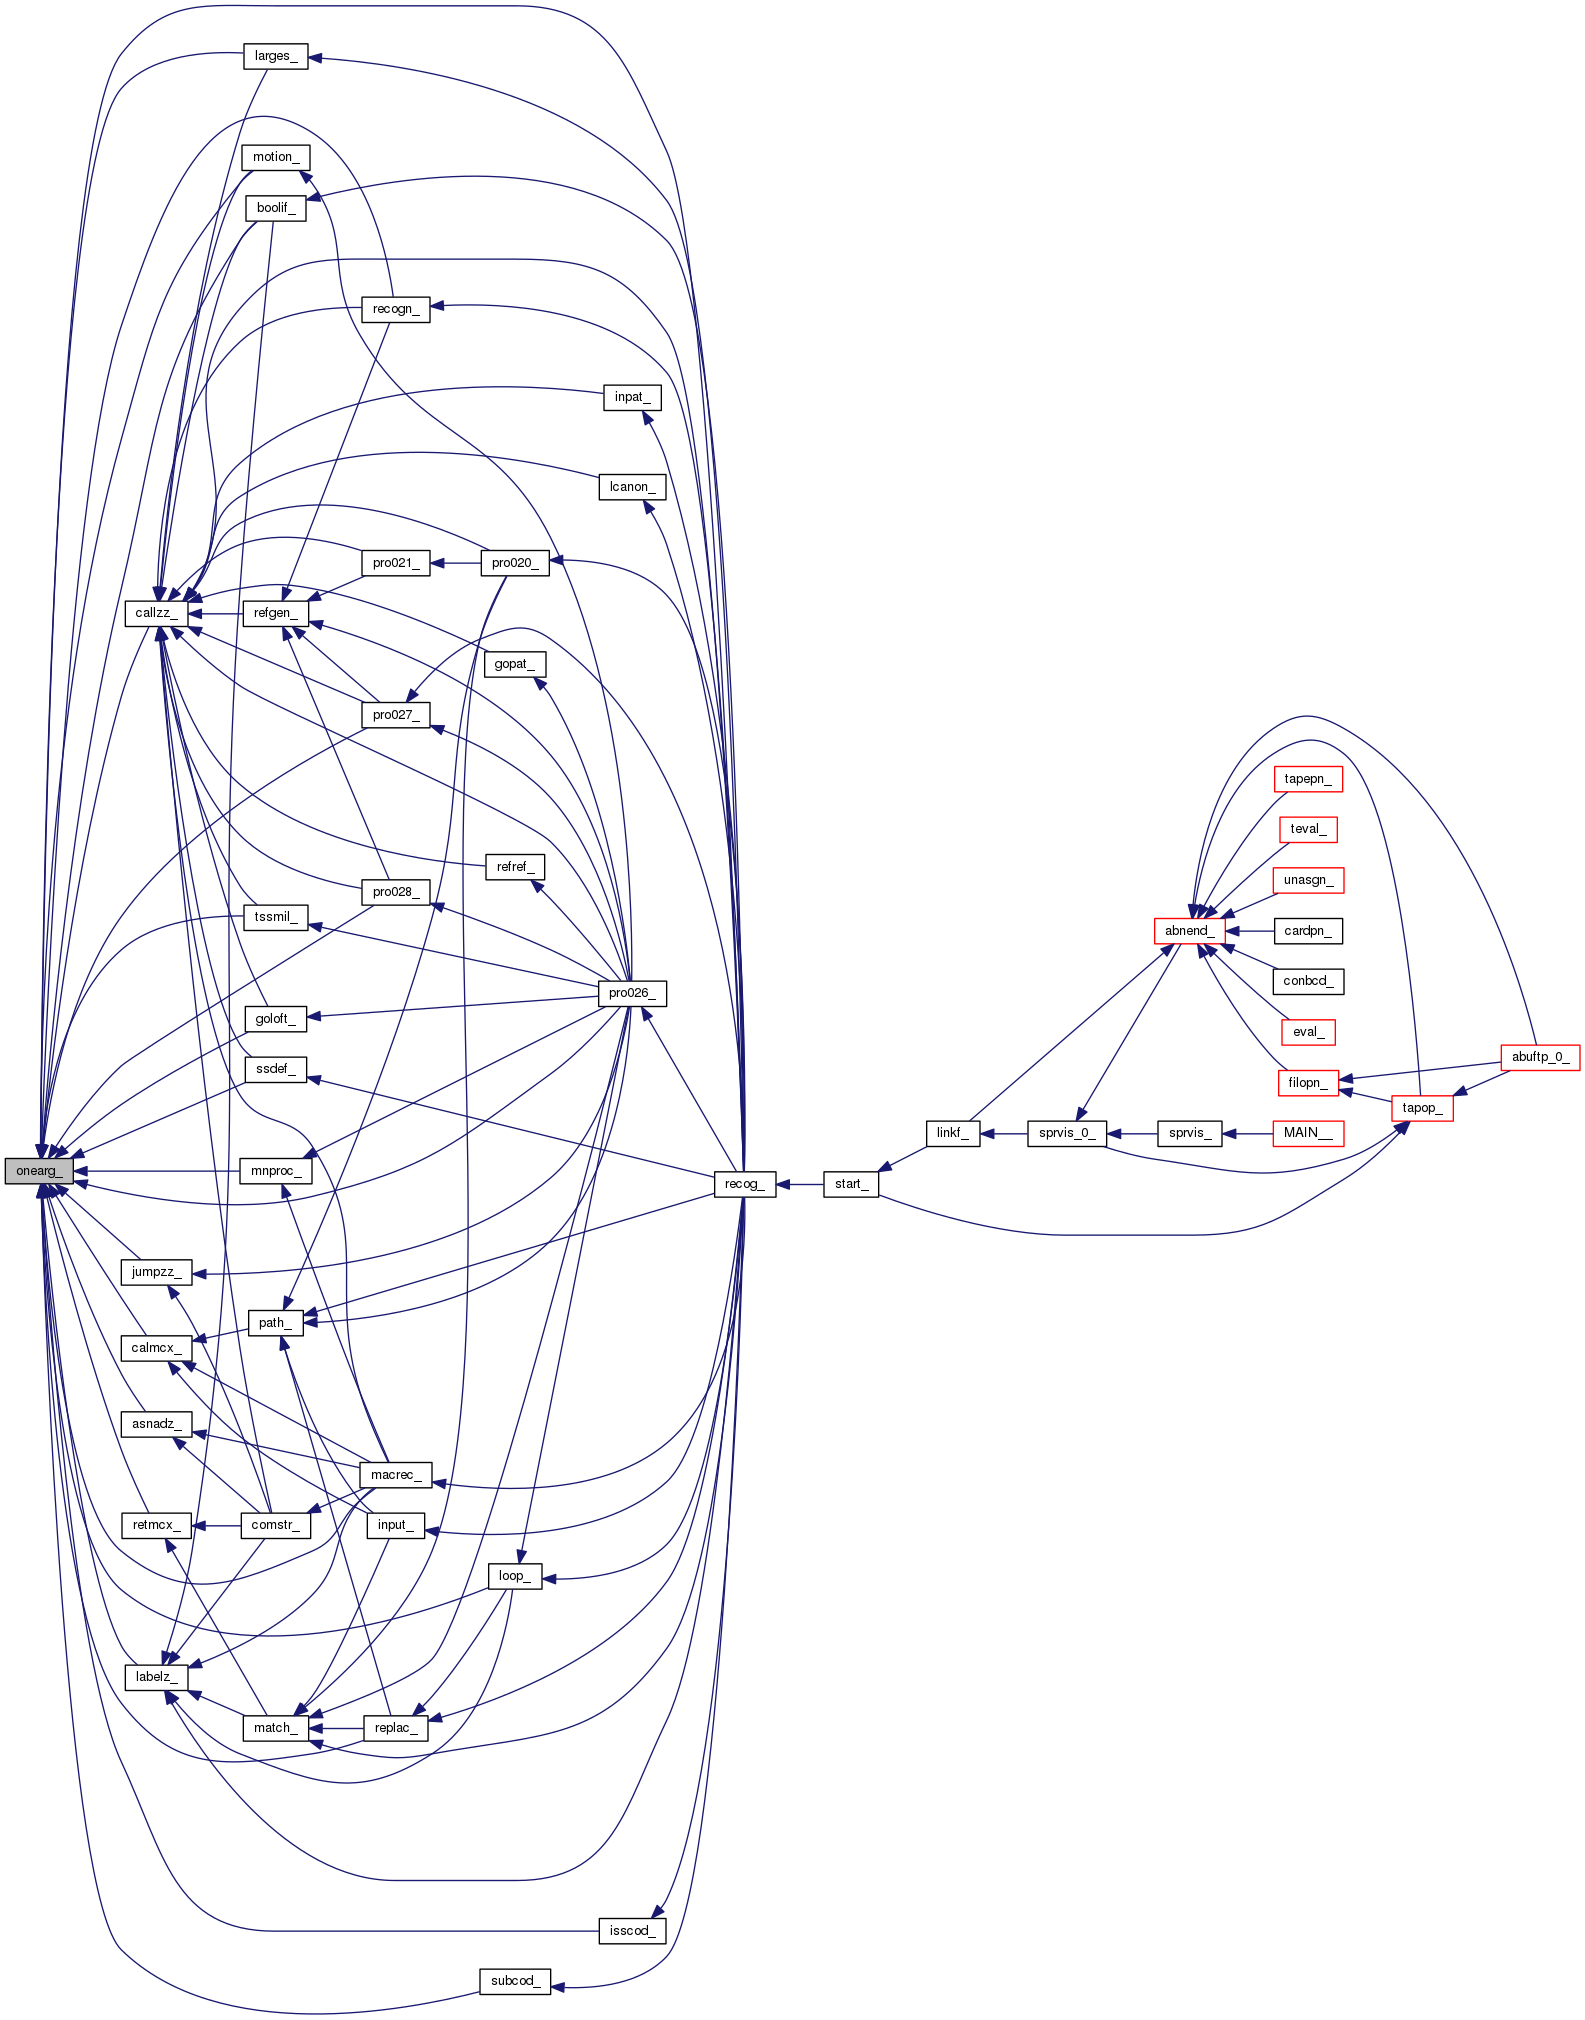 larges_
motion_
boolif_
recogn_
inpat_
lcanon_
pro021_
pro020_
callzz_
refgen_
gopat_
pro027_
tapepn_
teval_
refref_
unasgn_
pro028_
tssmil_
abnend_
cardpn_
conbcd_
pro026_
goloft_
eval_
abuftp_0_
ssdef_
filopn_
tapop_
linkf_
sprvis_0_
sprvis_
MAIN__
onearg_
mnproc_
recog_
start_
jumpzz_
path_
calmcx_
asnadz_
macrec_
retmcx_
comstr_
input_
loop_
labelz_
match_
replac_
isscod_
subcod_